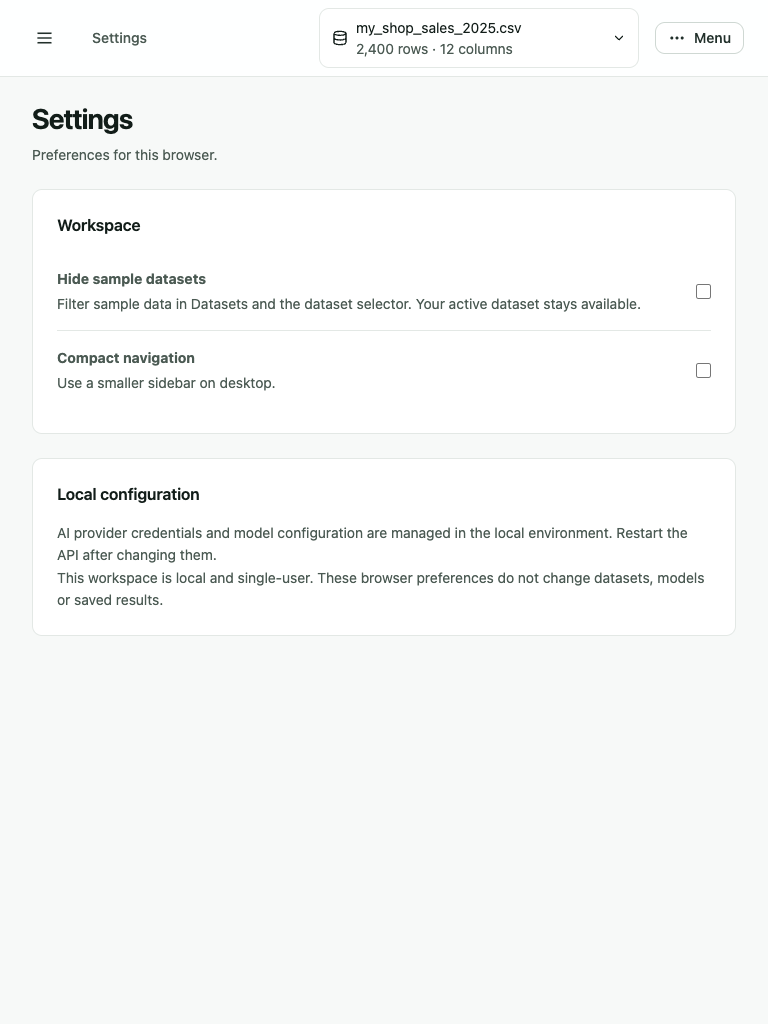 Settings
my_shop_sales_2025.csv
2,400 rows · 12 columns
Menu
Settings
Preferences for this browser.
Workspace
Hide sample datasets
Filter sample data in Datasets and the dataset selector. Your active dataset stays available.
Compact navigation
Use a smaller sidebar on desktop.
Local configuration
AI provider credentials and model configuration are managed in the local environment. Restart the
API after changing them.
This workspace is local and single-user. These browser preferences do not change datasets, models
or saved results.